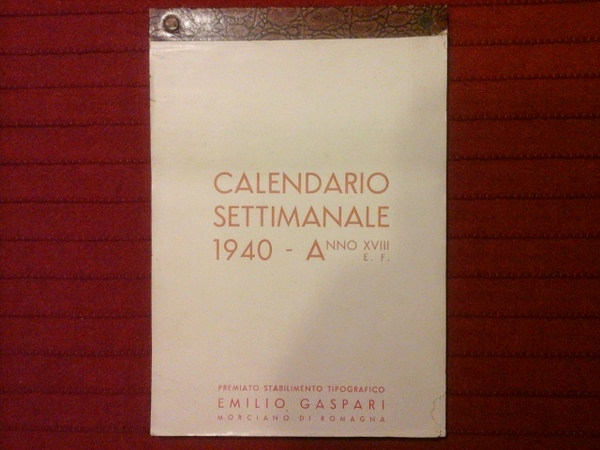 CALENDARIO
SETTIMANALE
1940 - ANNO XVIII
E. F.
PREMIATO STABILIMENTO TIPOGRAFICO
EMILIO GASPARI
MORCIANO DI ROMAGNA